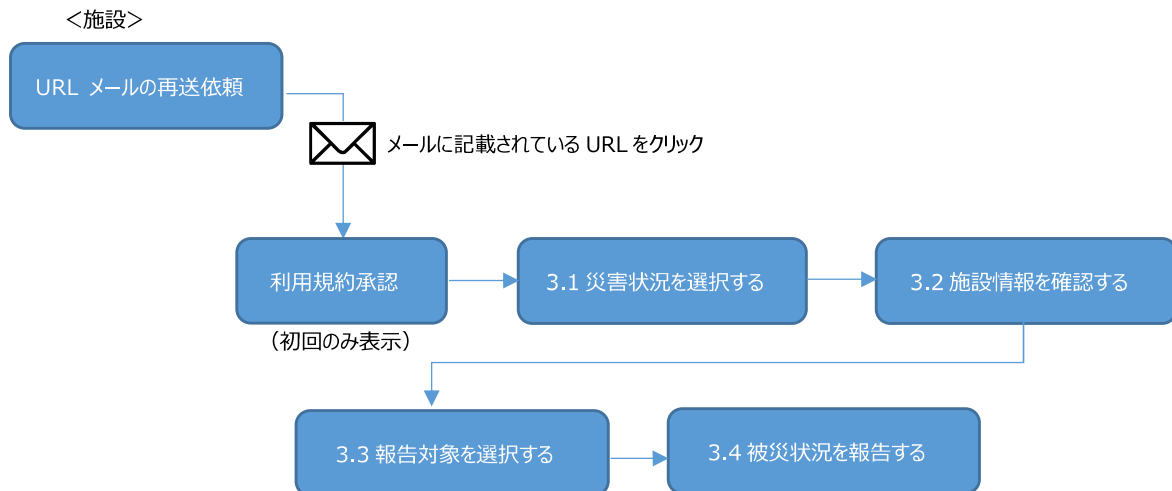 ＜施設＞
URL メールの再送依頼
メールに記載されている URL をクリック
利用規約承認
3.1 災害状況を選択する
3.2 施設情報を確認する
（初回のみ表示）
3.3 報告対象を選択する
3.4 被災状況を報告する